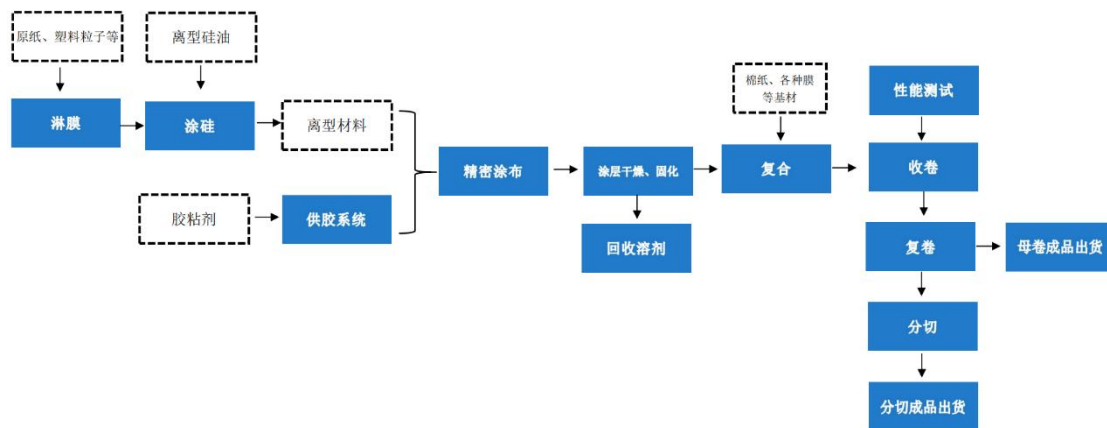 原纸、塑料粒子等
离型硅油
淋膜
涂硅
离型材料
胶粘剂
供胶系统
精密涂布
涂层干燥、固化
回收溶剂
棉纸、各种膜
等基材
复合
性能测试
收卷
复卷
母卷成品出货
分切
分切成品出货